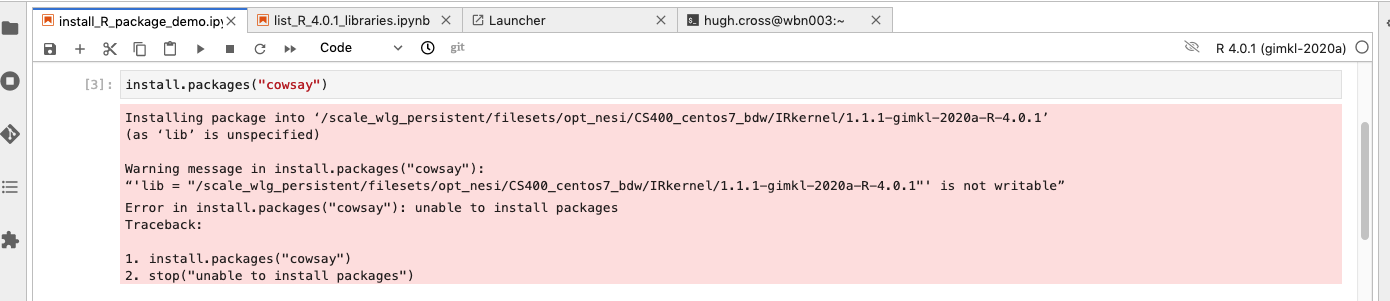 install_R_package_demo.ipy
list_R_4.0.1_libraries.ipynb
Launcher
hugh.cross@wbn003:~
Code
git
R 4.0.1 (gimkl-2020a)
[3]: install.packages("cowsay")
Installing package into ‘/scale_wlg_persistent/filesets/opt_nesi/CS400_centos7_bdw/IRkernel/1.1.1-gimkl-2020a-R-4.0.1’
(as ‘lib’ is unspecified)
Warning message in install.packages("cowsay"):
“'lib = "/scale_wlg_persistent/filesets/opt_nesi/CS400_centos7_bdw/IRkernel/1.1.1-gimkl-2020a-R-4.0.1"' is not writable”
Error in install.packages("cowsay"): unable to install packages
Traceback:
1. install.packages("cowsay")
2. stop("unable to install packages")